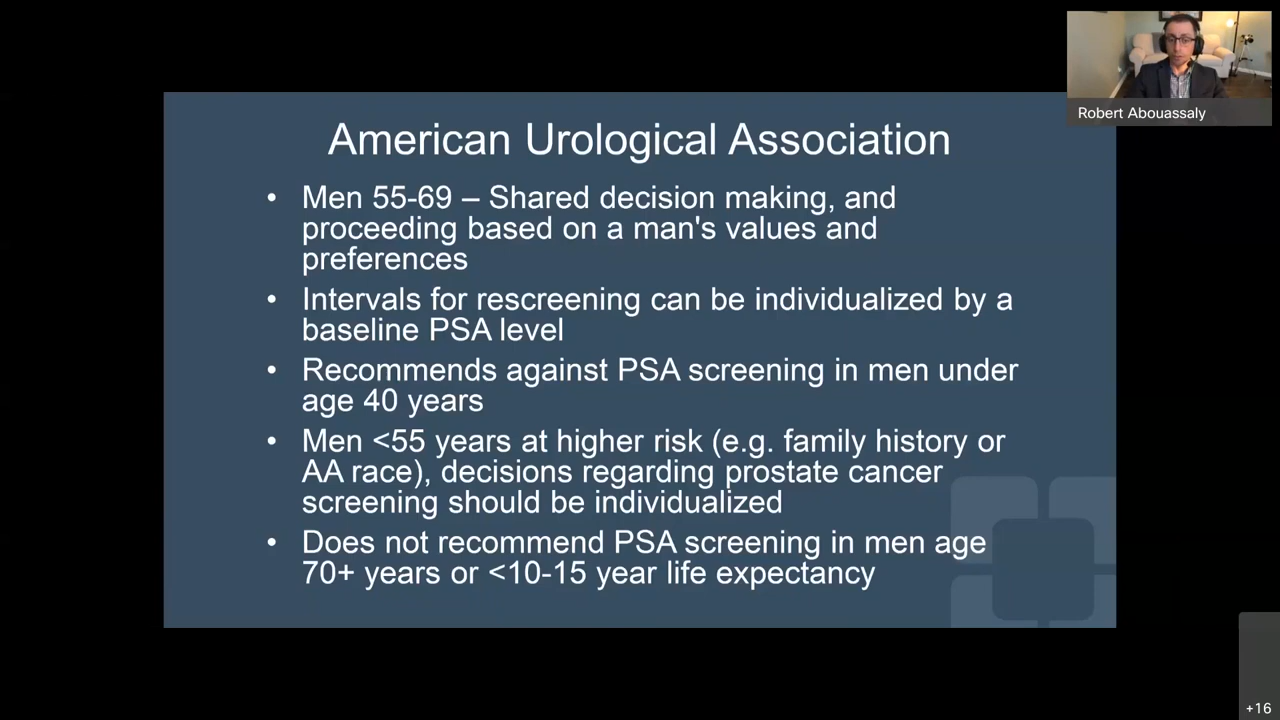 Robert Abouassaly
American Urological Association
• Men 55-69 – Shared decision making, and
proceeding based on a man's values and
preferences
• Intervals for rescreening can be individualized by a
baseline PSA level
• Recommends against PSA screening in men under
age 40 years
• Men <55 years at higher risk (e.g. family history or
AA race), decisions regarding prostate cancer
screening should be individualized
• Does not recommend PSA screening in men age
70+ years or <10-15 year life expectancy
+16